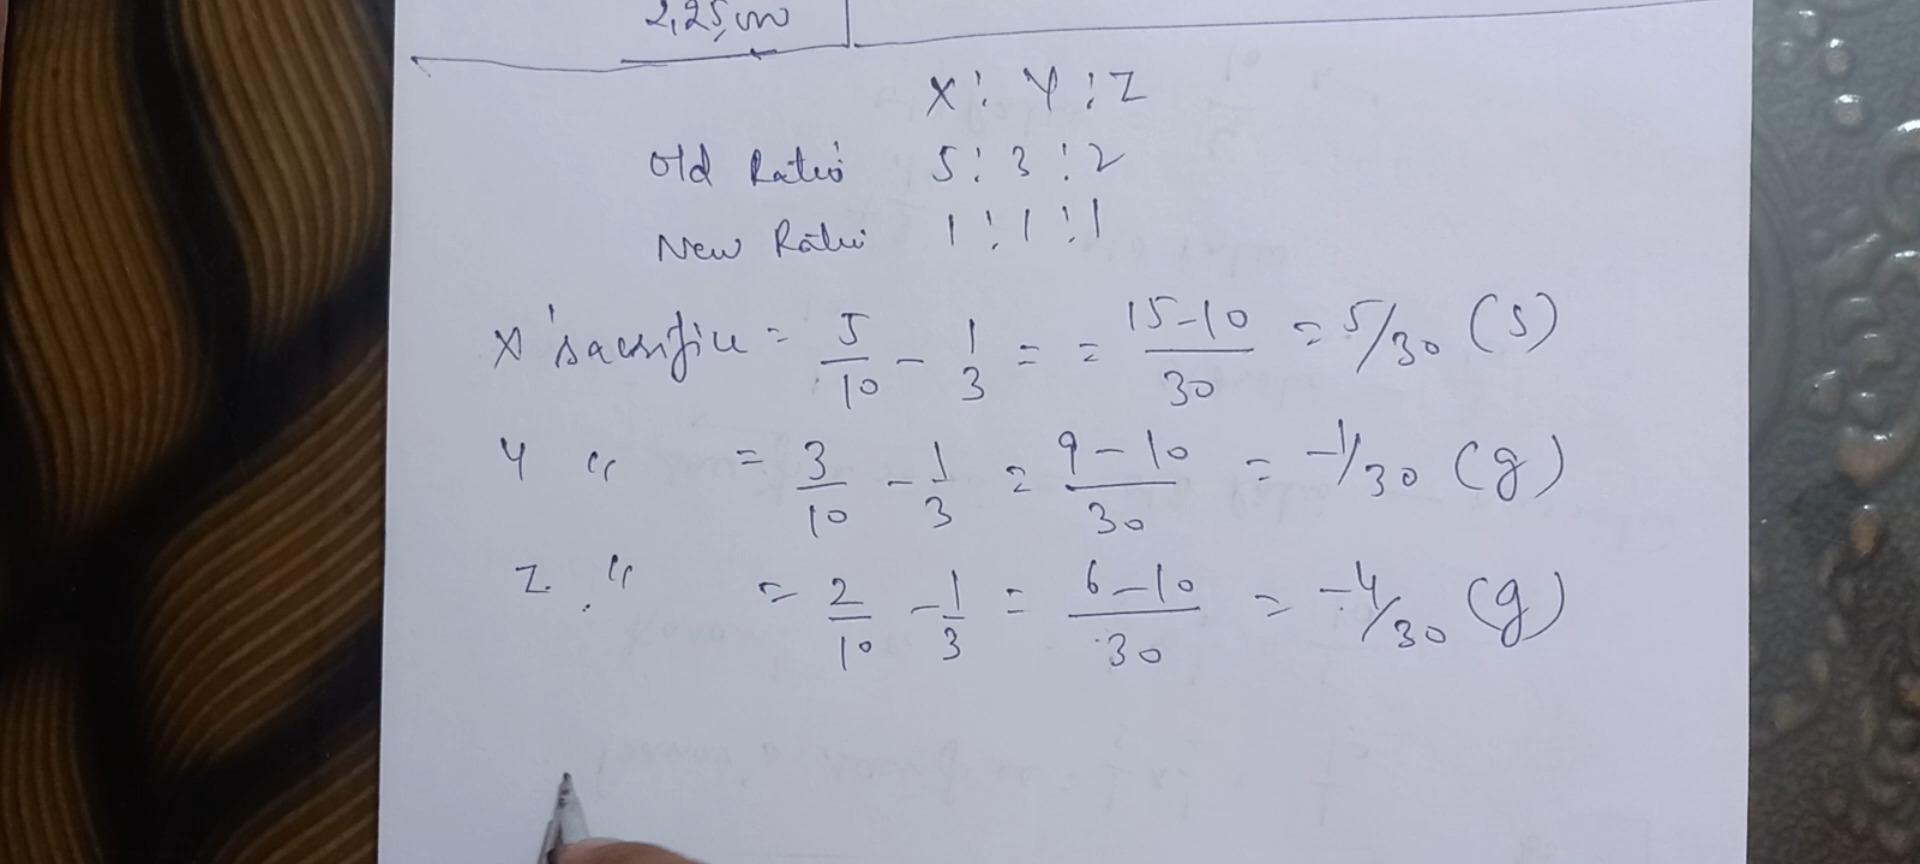 2,25,000
X : Y : Z
Old Ratio 5 : 3 : 2
New Ratio 1 : 1 : 1
X's sacrifice = 5/10 - 1/3 = = 15-10/30 = 5/30 (S)
Y " = 3/10 - 1/3 = 9-10/30 = -1/30 (g)
Z " = 2/10 - 1/3 = 6-10/30 = -4/30 (g)